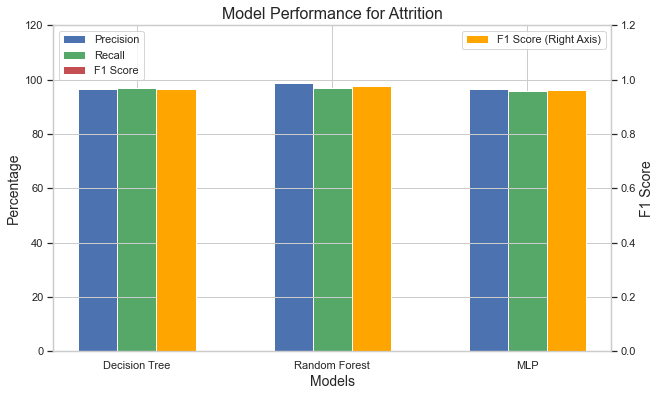 Model Performance for Attrition
Precision
Recall
F1 Score
F1 Score (Right Axis)
120
100
80
60
40
20
0
Percentage
1.2
1.0
0.8
0.6
0.4
0.2
0.0
F1 Score
Decision Tree
Random Forest
MLP
Models